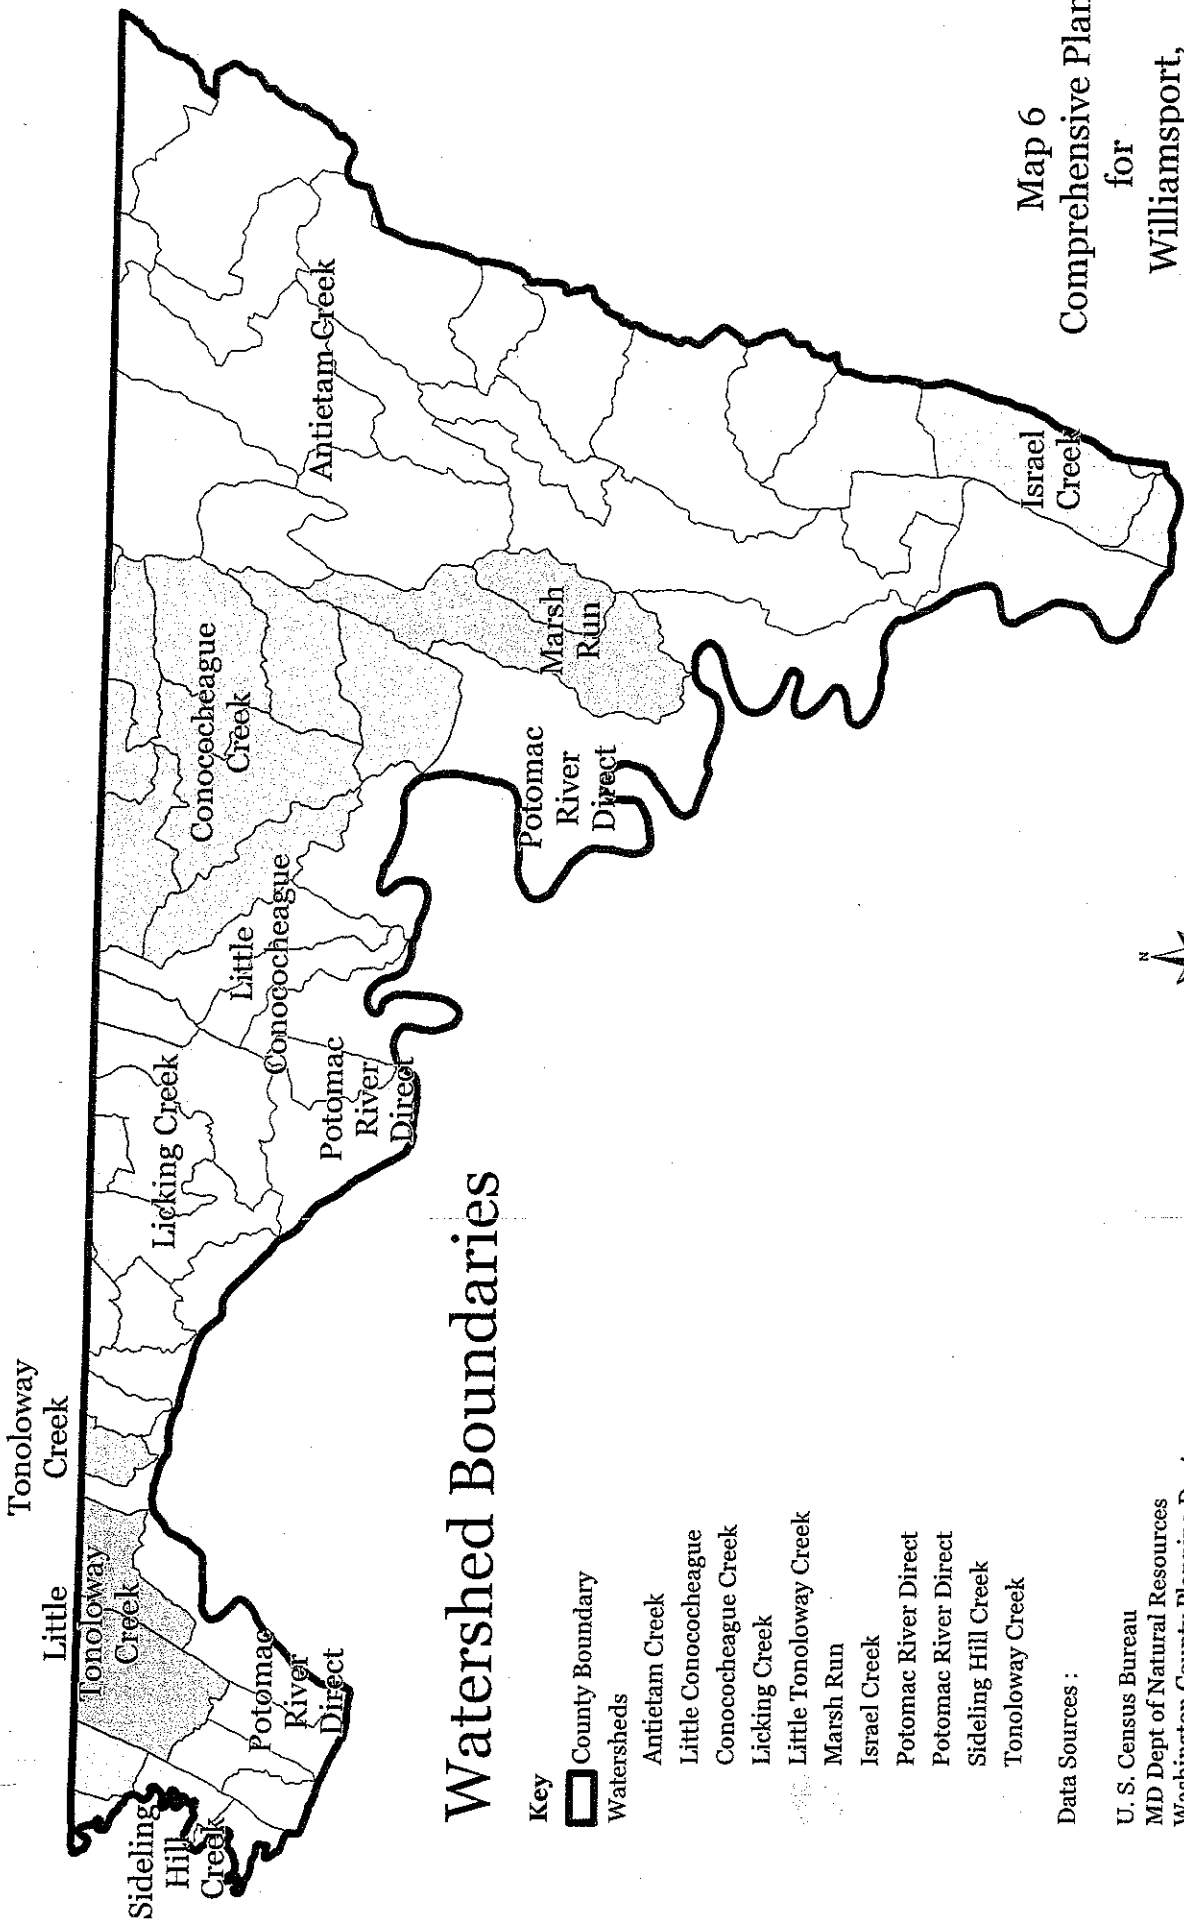 Tonoloway
Creek
Little
Tonoloway
Creek
Sideling
Hill
Creek
Potomac
River
Direct
Licking Creek
Potomac
River
Direct
Little
Conococheague
Conococheague
Creek
Potomac
River
Direct
Marsh
Run
Antietam Creek
Israel
Creek
Watershed Boundaries
Key
County Boundary
Watersheds
Antietam Creek
Little Conococheague
Conococheague Creek
Licking Creek
Little Tonoloway Creek
Marsh Run
Israel Creek
Potomac River Direct
Potomac River Direct
Sideling Hill Creek
Tonoloway Creek
Data Sources :
U. S. Census Bureau
MD Dept of Natural Resources
Washington County Planning
N
Map 6
Comprehensive Plan
for
Williamsport,